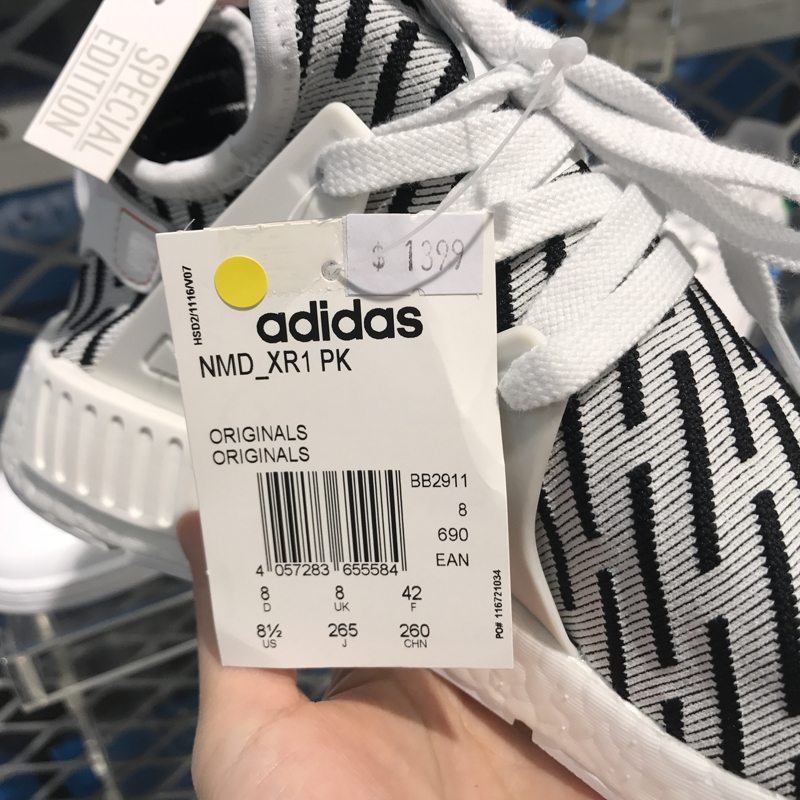 SPECIAL
EDITION
$ 1399
HSD2/1116/V07
adidas
NMD_XR1 PK
ORIGINALS
ORIGINALS
BB2911
8
690
EAN
4 057283 655584
8 8 42
D UK F
8½ 265 260
US J CHN
PO# 116721034